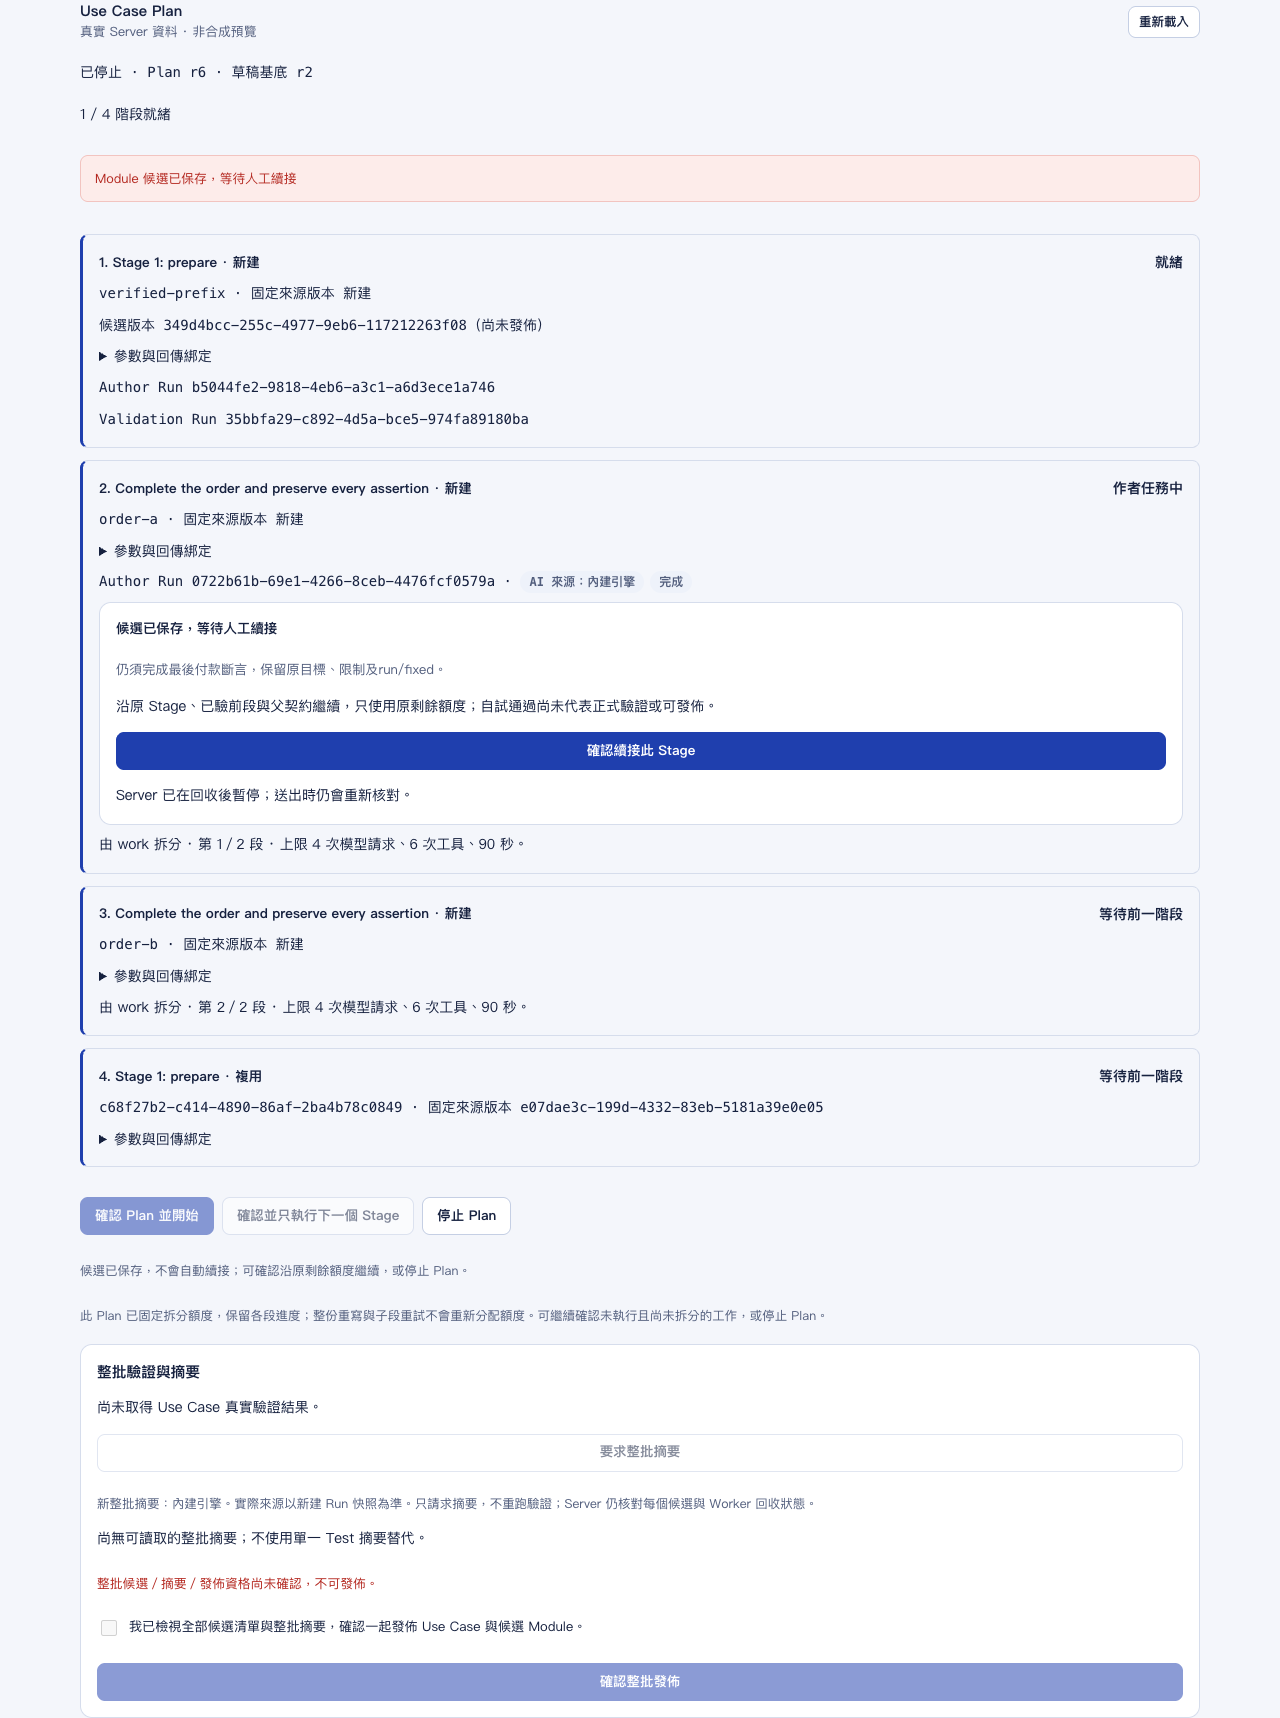 Use Case Plan
真實 Server 資料 · 非合成預覽
重新載入
已停止 · Plan r6 · 草稿基底 r2
1 / 4 階段就緒
Module 候選已保存，等待人工續接
1. Stage 1: prepare · 新建
就緒
verified-prefix · 固定來源版本 新建
候選版本 349d4bcc-255c-4977-9eb6-117212263f08（尚未發佈）
▶ 參數與回傳綁定
Author Run b5044fe2-9818-4eb6-a3c1-a6d3ece1a746
Validation Run 35bbfa29-c892-4d5a-bce5-974fa89180ba
2. Complete the order and preserve every assertion · 新建
作者任務中
order-a · 固定來源版本 新建
▶ 參數與回傳綁定
Author Run 0722b61b-69e1-4266-8ceb-4476fcf0579a · AI 來源：內建引擎 完成
候選已保存，等待人工續接
仍須完成最後付款斷言，保留原目標、限制及run/fixed。
沿原 Stage、已驗前段與父契約繼續，只使用原剩餘額度；自試通過尚未代表正式驗證或可發佈。
確認續接此 Stage
Server 已在回收後暫停；送出時仍會重新核對。
由 work 拆分 · 第 1 / 2 段 · 上限 4 次模型請求、6 次工具、90 秒。
3. Complete the order and preserve every assertion · 新建
等待前一階段
order-b · 固定來源版本 新建
▶ 參數與回傳綁定
由 work 拆分 · 第 2 / 2 段 · 上限 4 次模型請求、6 次工具、90 秒。
4. Stage 1: prepare · 複用
等待前一階段
c68f27b2-c414-4890-86af-2ba4b78c0849 · 固定來源版本 e07dae3c-199d-4332-83eb-5181a39e0e05
▶ 參數與回傳綁定
確認 Plan 並開始
確認並只執行下一個 Stage
停止 Plan
候選已保存，不會自動續接；可確認沿原剩餘額度繼續，或停止 Plan。
此 Plan 已固定拆分額度，保留各段進度；整份重寫與子段重試不會重新分配額度。可繼續確認未執行且尚未拆分的工作，或停止 Plan。
整批驗證與摘要
尚未取得 Use Case 真實驗證結果。
要求整批摘要
新整批摘要：內建引擎。實際來源以新建 Run 快照為準。只請求摘要，不重跑驗證；Server 仍核對每個候選與 Worker 回收狀態。
尚無可讀取的整批摘要；不使用單一 Test 摘要替代。
整批候選 / 摘要 / 發佈資格尚未確認，不可發佈。
我已檢視全部候選清單與整批摘要，確認一起發佈 Use Case 與候選 Module。
確認整批發佈